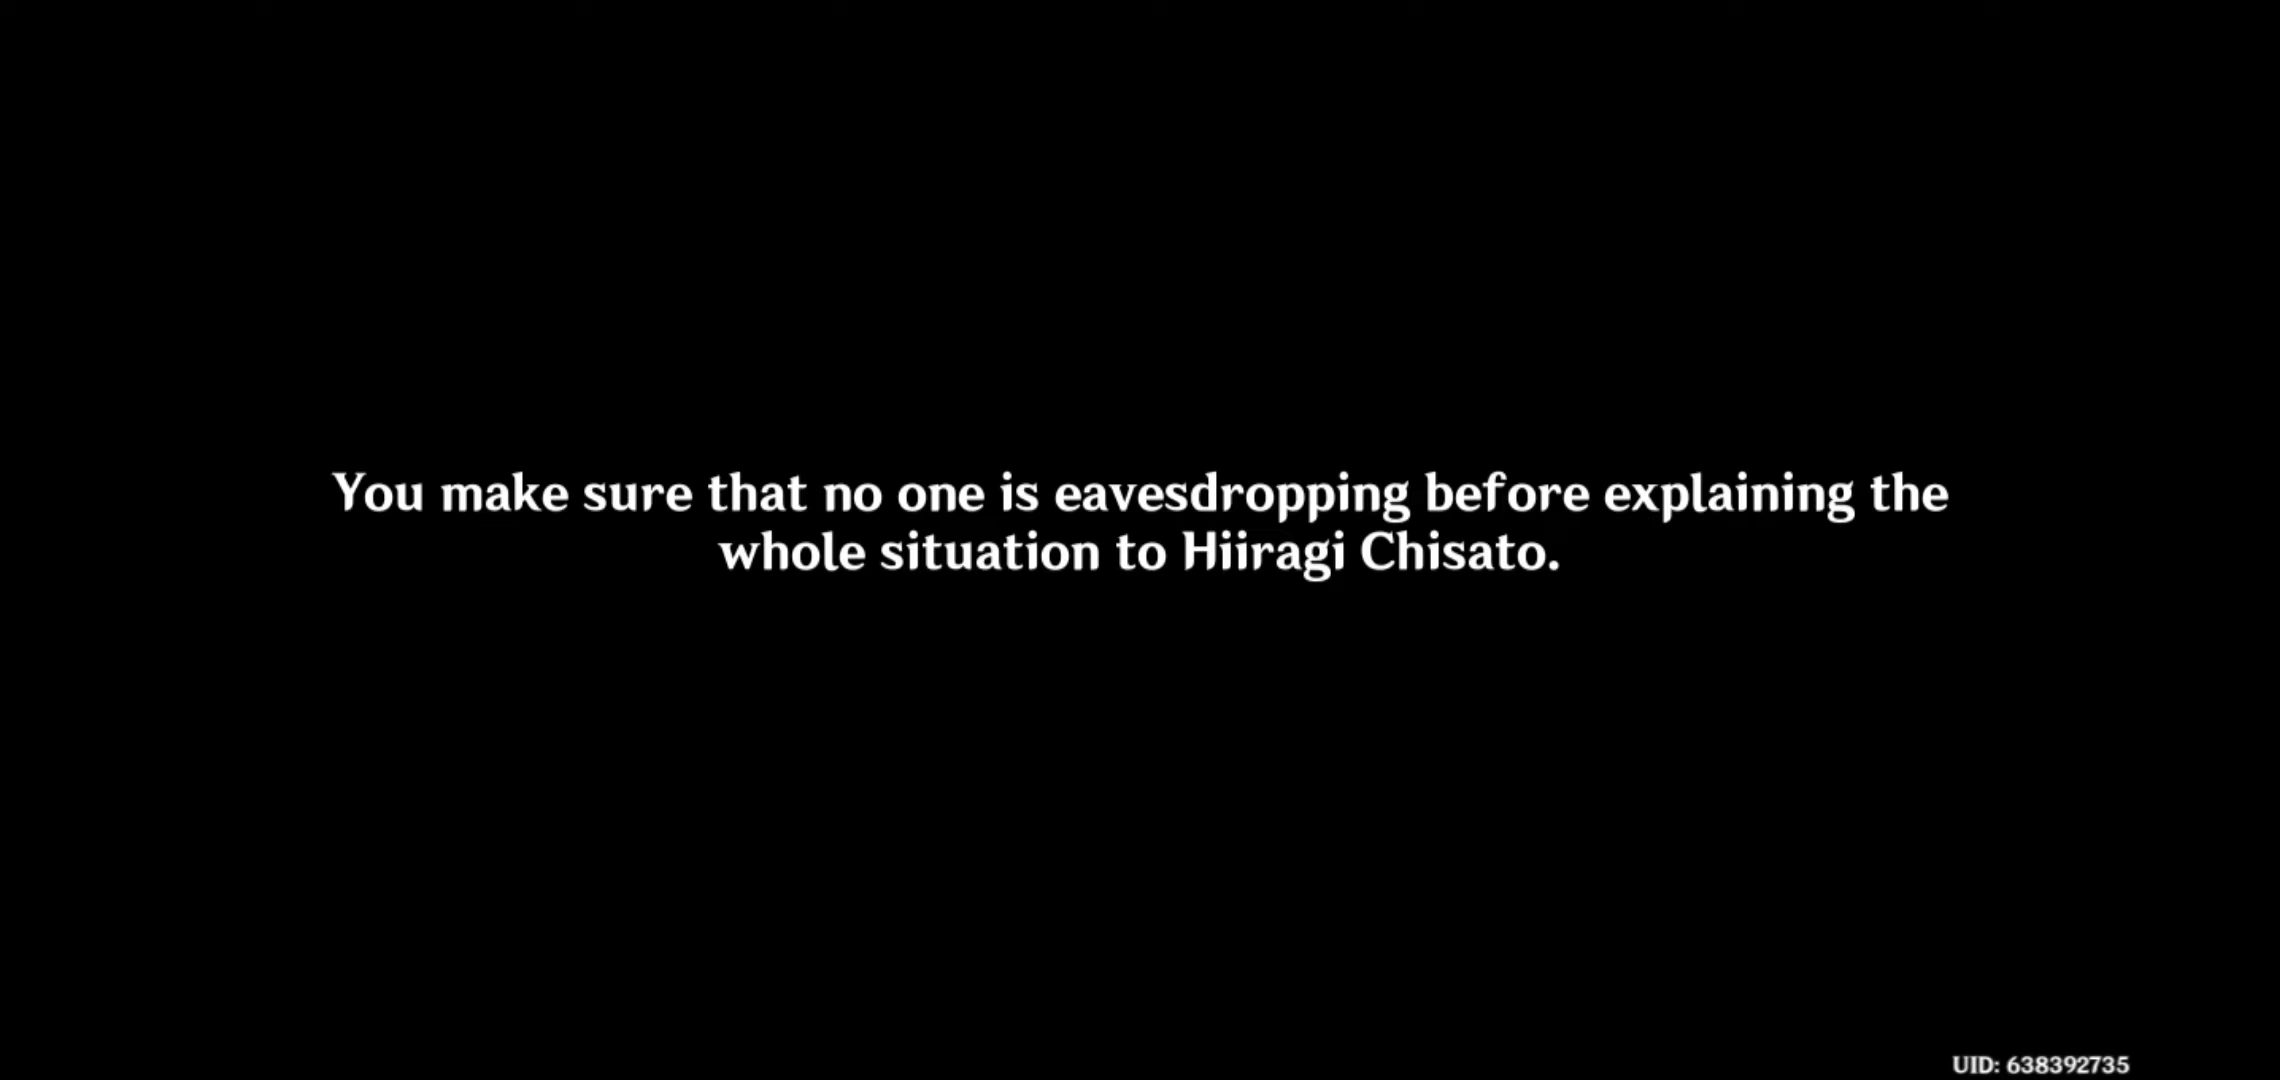 You make sure that no one is eavesdropping before explaining the
whole situation to Hiiragi Chisato.
UID: 638392735